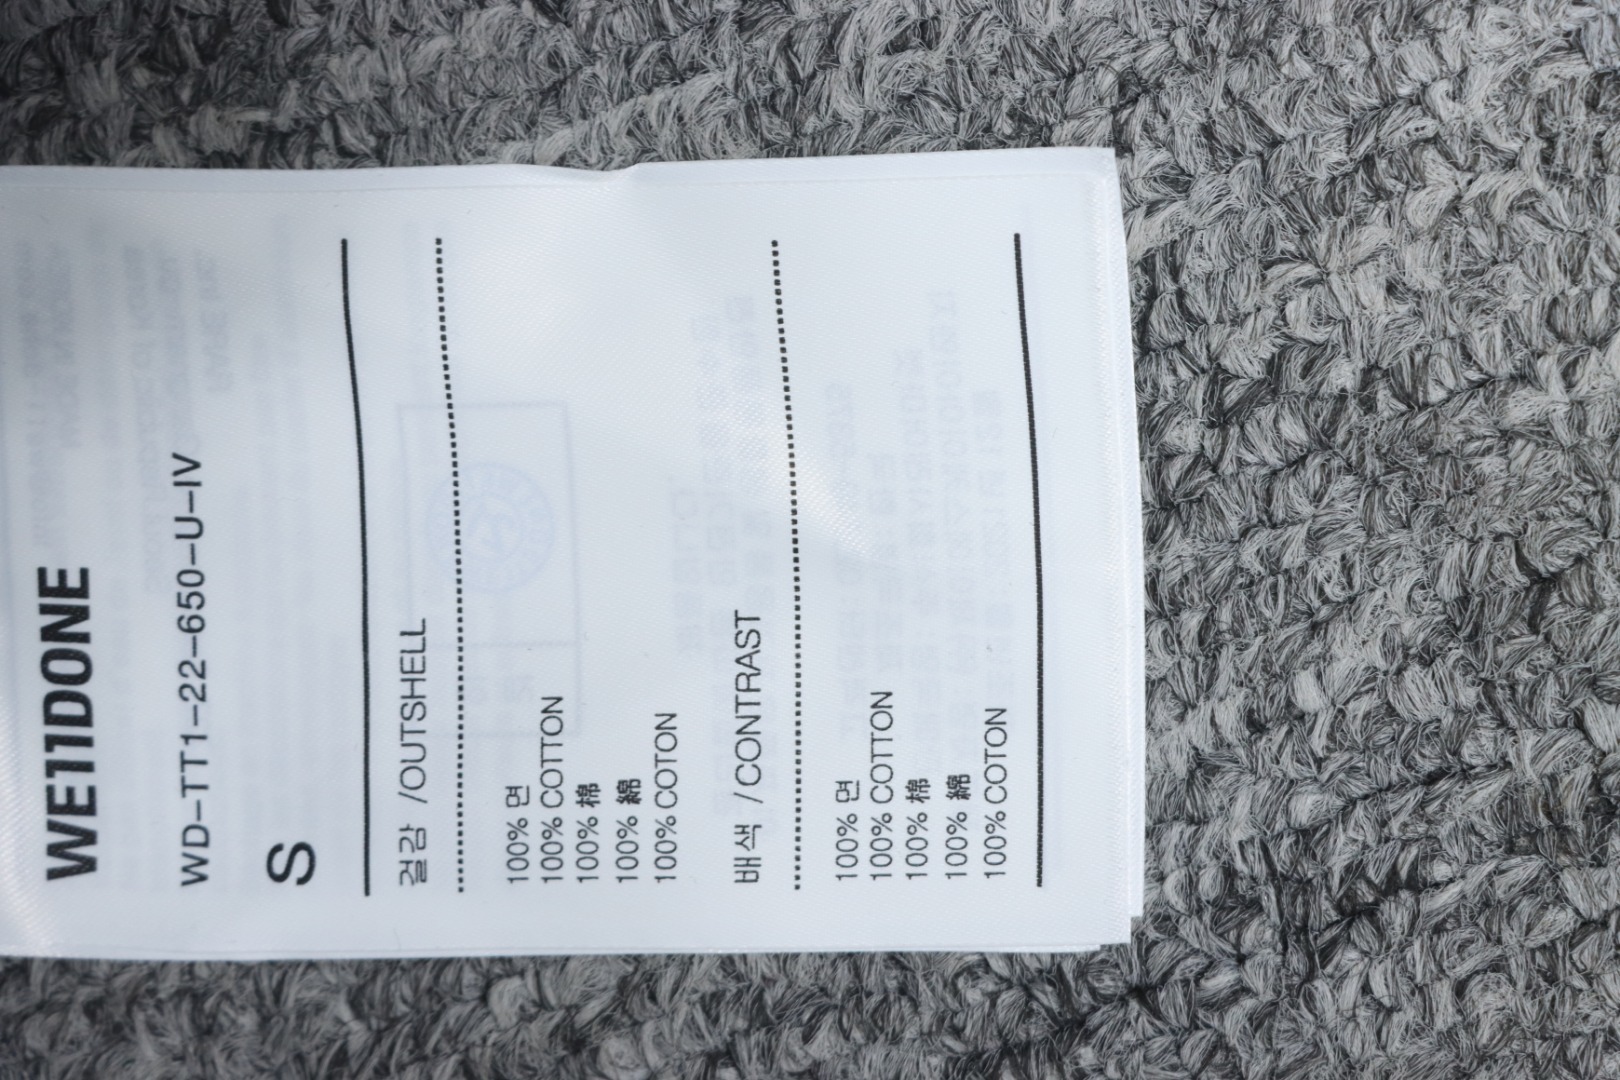 WE11DONE
WD-TT1-22-650-U-IV
S
겉감 /OUTSHELL
100% 면
100% COTTON
100% 棉
100% 綿
100% COTON
배색 /CONTRAST
100% 면
100% COTTON
100% 棉
100% 綿
100% COTON